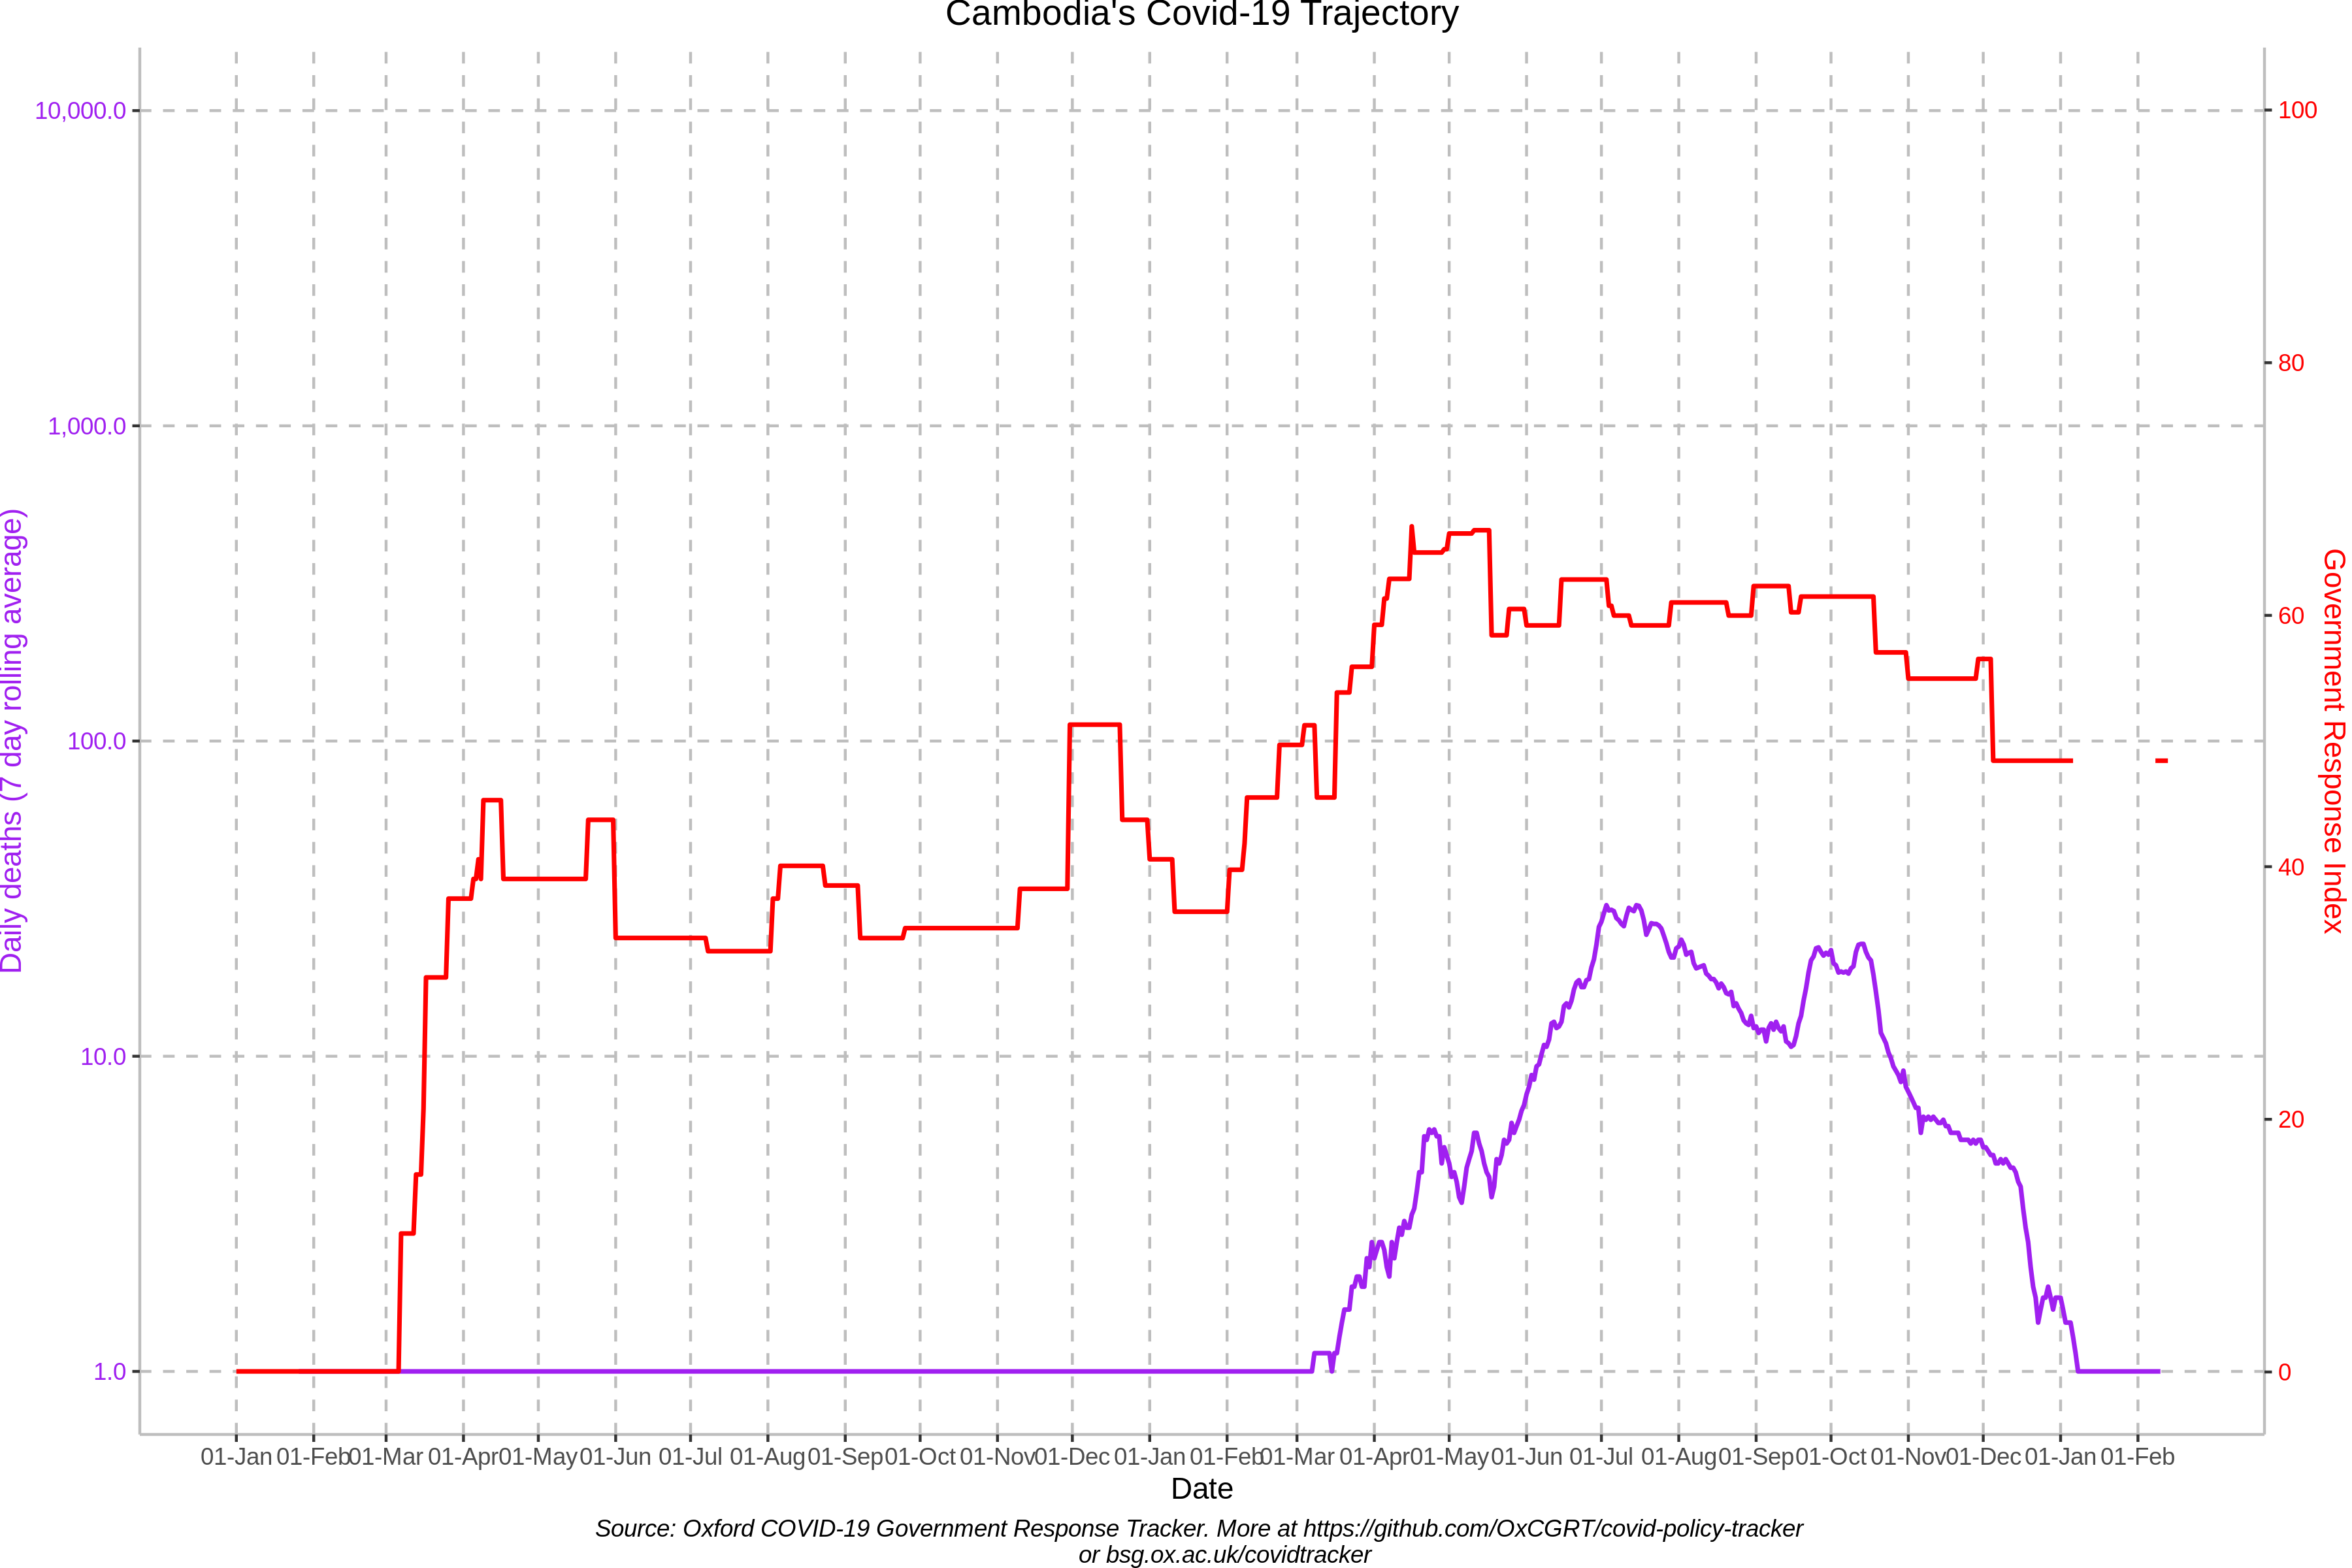 Cambodia's Covid-19 Trajectory
10,000.0
1,000.0
100.0
10.0
1.0
Daily deaths (7 day rolling average)
100
80
60
40
20
0
Government Response Index
01-Jan 01-Feb 01-Mar 01-Apr 01-May 01-Jun 01-Jul 01-Aug 01-Sep 01-Oct 01-Nov 01-Dec 01-Jan 01-Feb 01-Mar 01-Apr 01-May 01-Jun 01-Jul 01-Aug 01-Sep 01-Oct 01-Nov 01-Dec 01-Jan 01-Feb
Date
Source: Oxford COVID-19 Government Response Tracker. More at https://github.com/OxCGRT/covid-policy-tracker
or bsg.ox.ac.uk/covidtracker